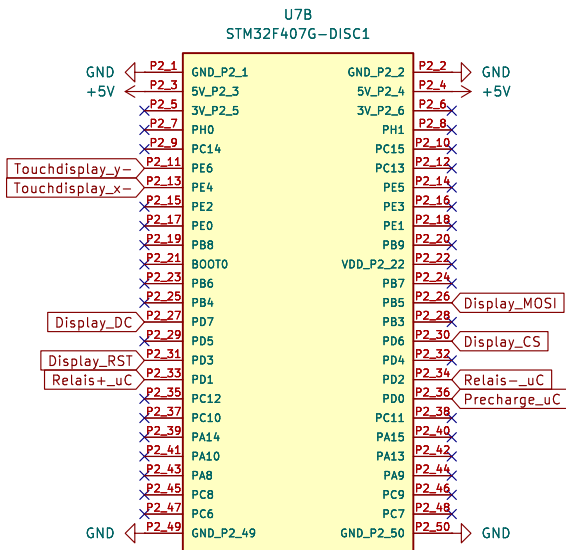 U7B
STM32F407G-DISC1
GND P2_1 GND_P2_1 GND_P2_2 P2_2 GND
+5V P2_3 5V_P2_3 5V_P2_4 P2_4 +5V
P2_5 3V_P2_5 3V_P2_6 P2_6
P2_7 PH0 PH1 P2_8
P2_9 PC14 PC15 P2_10
Touchdisplay_y- P2_11 PE6 PC13 P2_12
Touchdisplay_x- P2_13 PE4 PE5 P2_14
P2_15 PE2 PE3 P2_16
P2_17 PE0 PE1 P2_18
P2_19 PB8 PB9 P2_20
P2_21 BOOT0 VDD_P2_22 P2_22
P2_23 PB6 PB7 P2_24
P2_25 PB4 PB5 P2_26 Display_MOSI
Display_DC P2_27 PD7 PB3 P2_28
P2_29 PD5 PD6 P2_30 Display_CS
Display_RST P2_31 PD3 PD4 P2_32
Relais+_uC P2_33 PD1 PD2 P2_34 Relais-_uC
P2_35 PC12 PD0 P2_36 Precharge_uC
P2_37 PC10 PC11 P2_38
P2_39 PA14 PA15 P2_40
P2_41 PA10 PA13 P2_42
P2_43 PA8 PA9 P2_44
P2_45 PC8 PC9 P2_46
P2_47 PC6 PC7 P2_48
GND P2_49 GND_P2_49 GND_P2_50 P2_50 GND